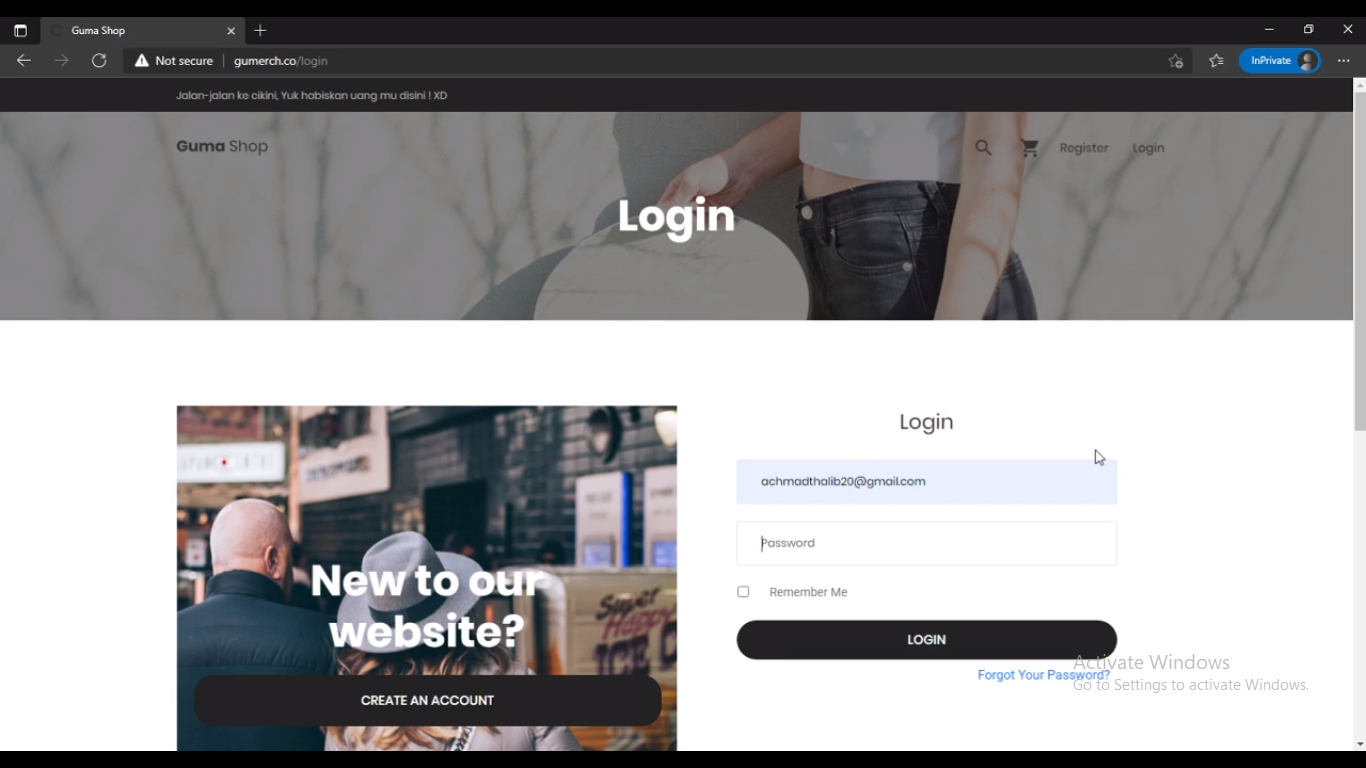 Guma Shop
Not secure
gumerch.co/login
InPrivate
Jalan-jalan ke cikini, Yuk habiskan uang mu disini ! XD
Guma Shop
Register
Login
Login
Login
achmadthalib20@gmail.com
Password
Remember Me
LOGIN
Forgot Your Password?
New to our
website?
CREATE AN ACCOUNT
Activate Windows
Go to Settings to activate Windows.